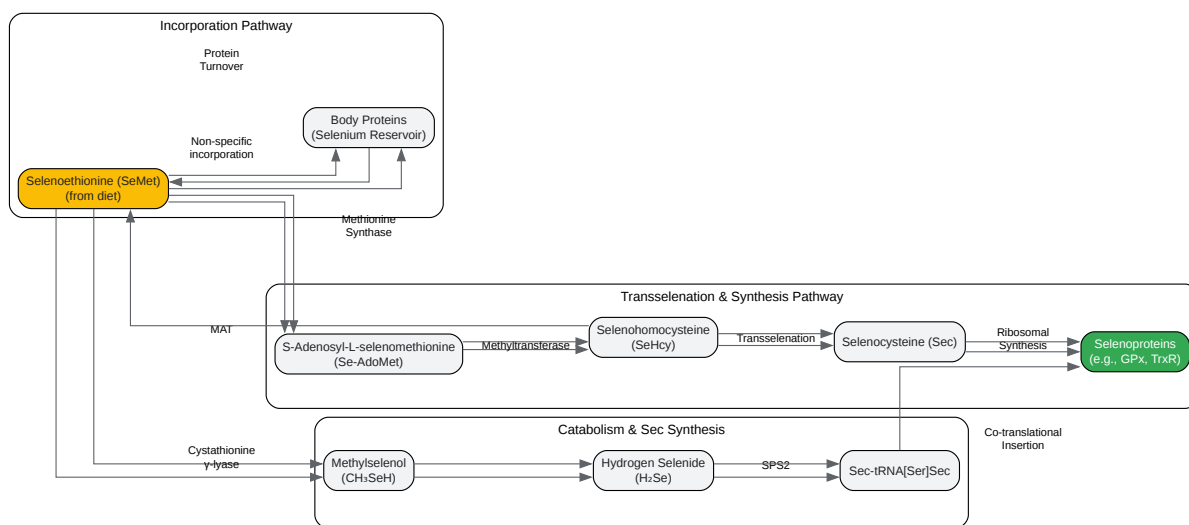 Incorporation Pathway
Protein
Turnover
Body Proteins
(Selenium Reservoir)
Non-specific
incorporation
Selenoethionine (SeMet)
(from diet)
Methionine
Synthase
Transselenation & Synthesis Pathway
MAT
S-Adenosyl-L-selenomethionine
(Se-AdoMet)
Methyltransferase
Selenohomocysteine
(SeHcy)
Transselenation
Selenocysteine (Sec)
Ribosomal
Synthesis
Selenoproteins
(e.g., GPx, TrxR)
Catabolism & Sec Synthesis
Co-translational
Insertion
Cystathionine
γ-lyase
Methylselenol
(CH₃SeH)
Hydrogen Selenide
(H₂Se)
SPS2
Sec-tRNA[Ser]Sec